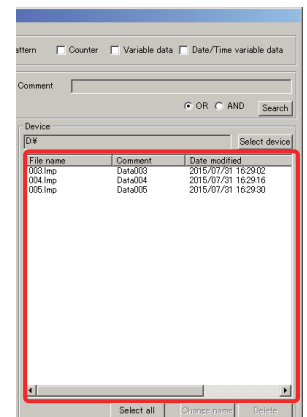 attern Counter Variable data Date/Time variable data
Comment
OR AND Search
Device
D:¥ Select device
File name Comment Date modified
003.lmp Data003 2015/07/31 16:29:02
004.lmp Data004 2015/07/31 16:29:16
005.lmp Data005 2015/07/31 16:29:30
Select all Change name Delete